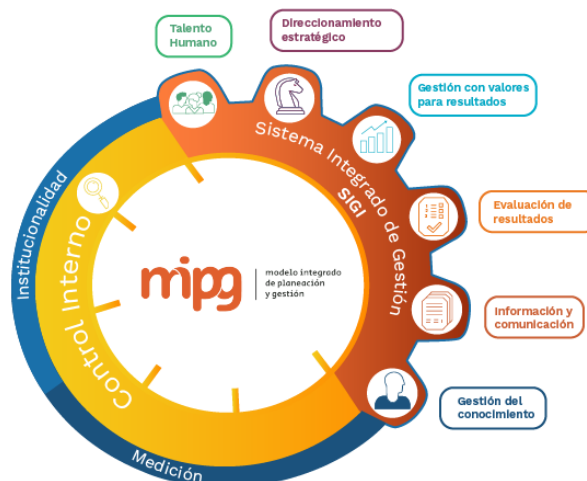 Talento
Humano
Direccionamiento
estratégico
Gestión con valores
para resultados
Evaluación de
resultados
Información y
comunicación
Gestión del
conocimiento
Sistema Integrado de Gestión
SIGI
Institucionalidad
Control Interno
Medición
mipg
modelo integrado
de planeación
y gestión